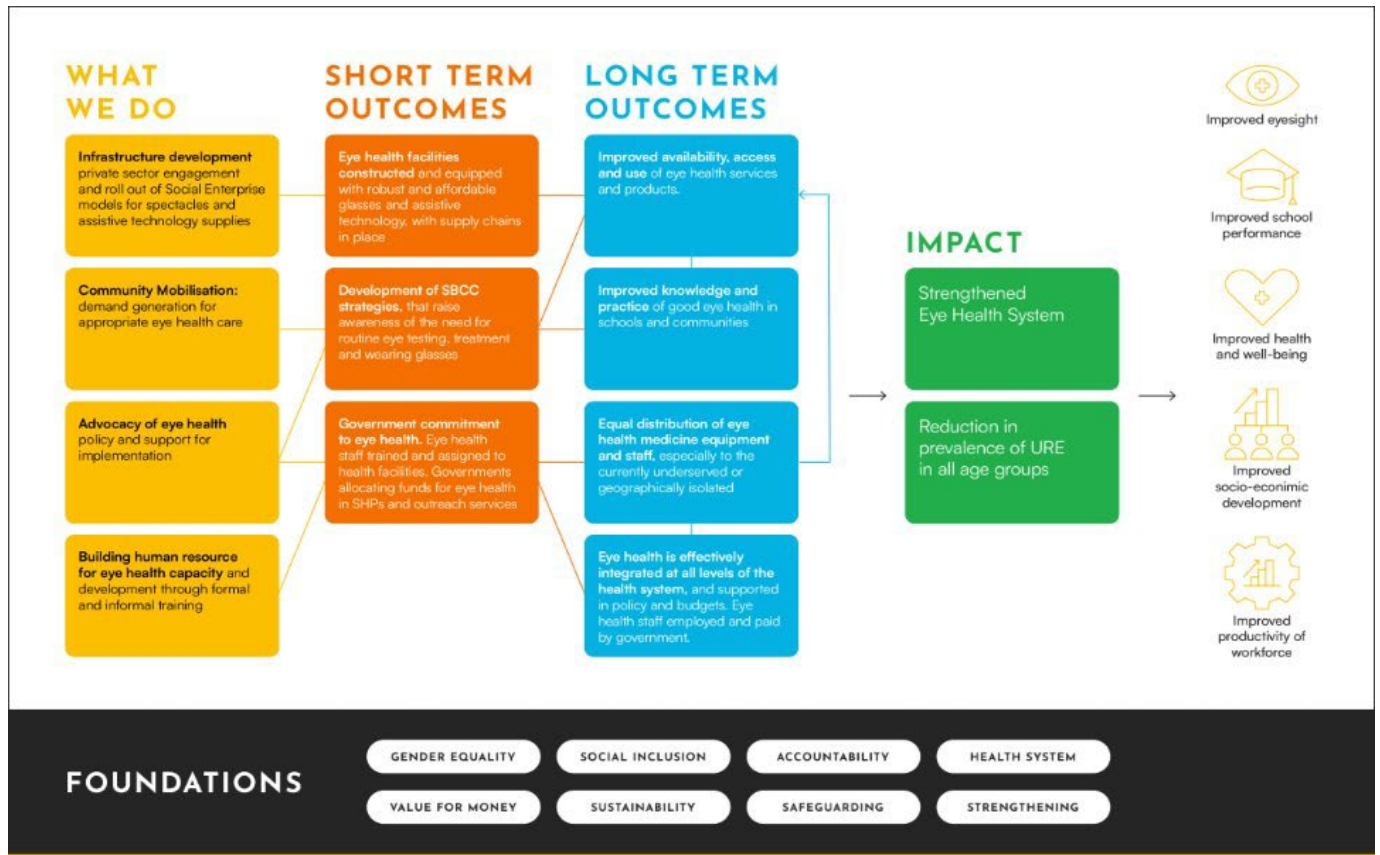 WHAT
WE DO
Infrastructure development
private sector engagement
and roll out of Social Enterprise
models for spectacles and
assistive technology supplies
Community Mobilisation:
demand generation for
appropriate eye health care
Advocacy of eye health
policy and support for
implementation
Building human resource
for eye health capacity and
development through formal
and informal training
SHORT TERM
OUTCOMES
Eye health facilities
constructed and equipped
with robust and affordable
glasses and assistive
technology, with supply chains
in place
Development of SBCC
strategies, that raise
awareness of the need for
routine eye testing, treatment
and wearing glasses
Government commitment
to eye health. Eye health
staff trained and assigned to
health facilities. Governments
allocating funds for eye health
in SHPs and outreach services
LONG TERM
OUTCOMES
Improved availability, access
and use of eye health services
and products.
Improved knowledge and
practice of good eye health in
schools and communities
Equal distribution of eye
health medicine equipment
and staff, especially to the
currently underserved or
geographically isolated
Eye health is effectively
integrated at all levels of the
health system, and supported
in policy and budgets. Eye
health staff employed and paid
by government.
IMPACT
Strengthened
Eye Health System
Reduction in
prevalence of URE
in all age groups
Improved eyesight
Improved school
performance
Improved health
and well-being
Improved
socio-econimic
development
Improved
productivity of
workforce
FOUNDATIONS
GENDER EQUALITY
SOCIAL INCLUSION
ACCOUNTABILITY
HEALTH SYSTEM
VALUE FOR MONEY
SUSTAINABILITY
SAFEGUARDING
STRENGTHENING